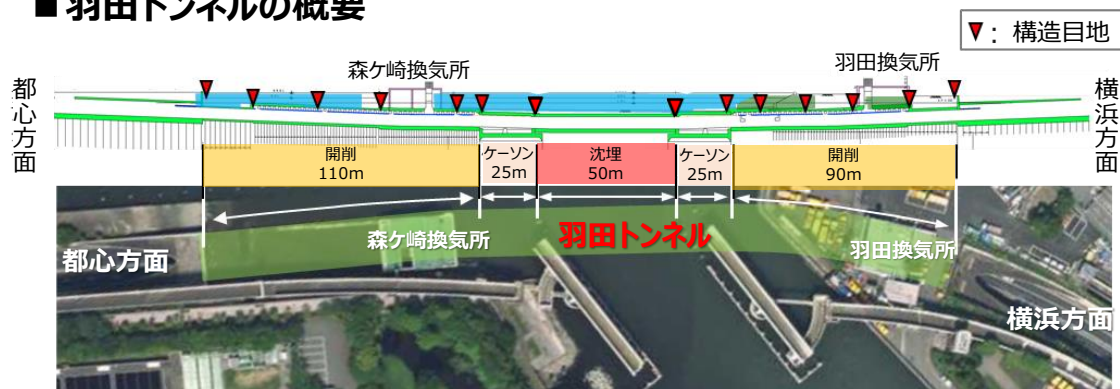 ■羽田トンネルの概要
▼：構造目地
都心方面
森ケ崎換気所
羽田換気所
横浜方面
開削
110m
ケーソン
25m
沈埋
50m
ケーソン
25m
開削
90m
都心方面
森ケ崎換気所
羽田トンネル
羽田換気所
横浜方面